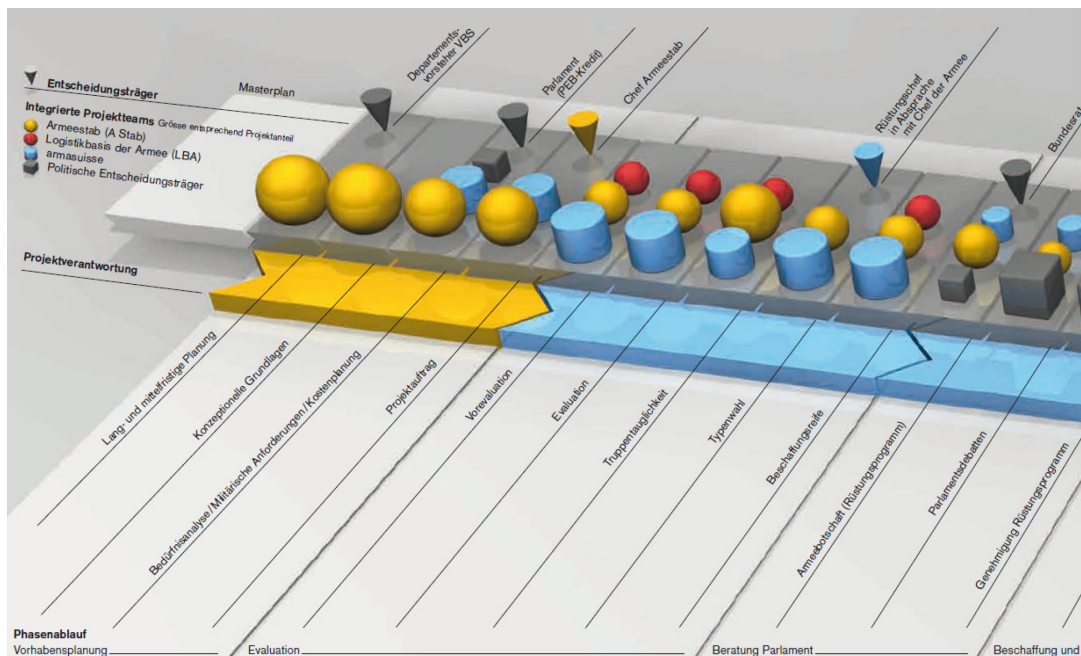 Entscheidungsträger
Integrierte Projektteams Grösse entsprechend Projektanteil
Armeestab (A Stab)
Logistikbasis der Armee (LBA)
armasuisse
Politische Entscheidungsträger
Masterplan
Departements-
vorsteher VBS
Parlament
(PEB-Kredit)
Chef Armeestab
Rüstungschef
in Absprache
mit Chef der Armee
Bundesrat
Projektverantwortung
Lang- und mittelfristige Planung
Konzeptionelle Grundlagen
Bedürfnisanalyse/Militärische Anforderungen/Kostenplanung
Projektauftrag
Vorevaluation
Evaluation
Truppentauglichkeit
Typenwahl
Beschaffungsreife
Armeebotschaft (Rüstungsprogramm)
Parlamentsdebatten
Genehmigung Rüstungsprogramm
Phasenablauf
Vorhabensplanung
Evaluation
Beratung Parlament
Beschaffung und